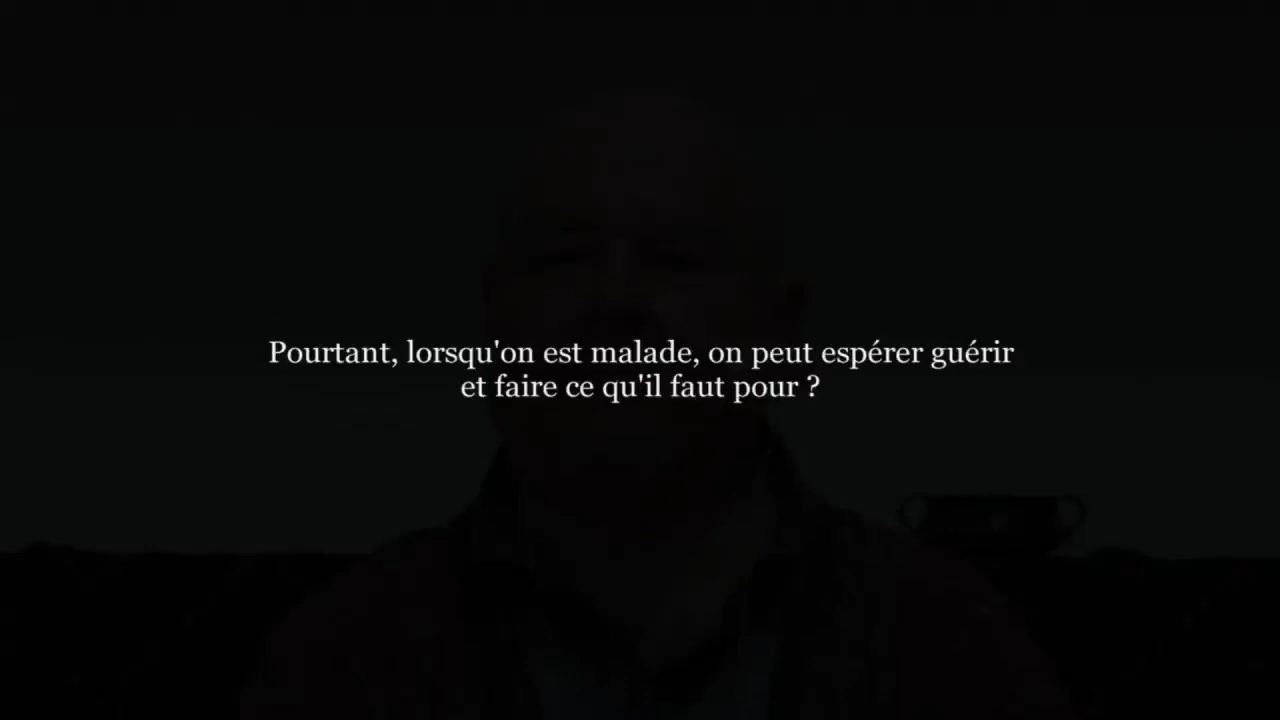 Pourtant, lorsqu'on est malade, on peut espérer guérir
et faire ce qu'il faut pour ?